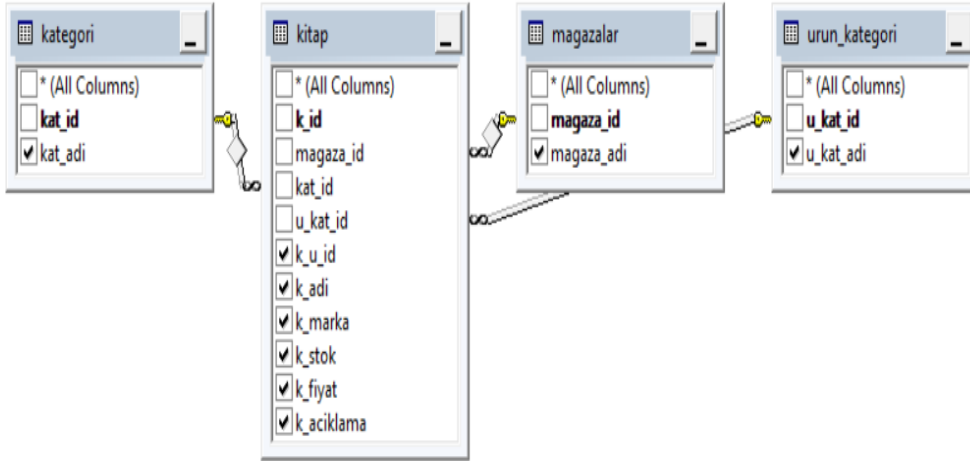 kategori
* (All Columns)
kat_id
kat_adi
kitap
* (All Columns)
k_id
magaza_id
kat_id
u_kat_id
k_u_id
k_adi
k_marka
k_stok
k_fiyat
k_aciklama
magazalar
* (All Columns)
magaza_id
magaza_adi
urun_kategori
* (All Columns)
u_kat_id
u_kat_adi